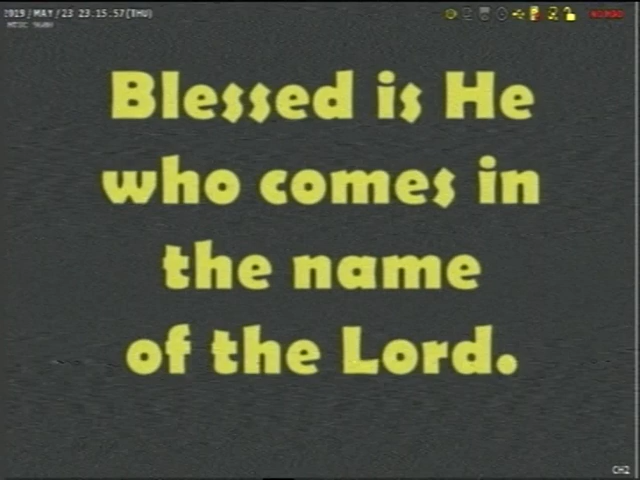 2019/MAY/23 23.15.57(THU)
Blessed is He
who comes in
the name
of the Lord.
CH2